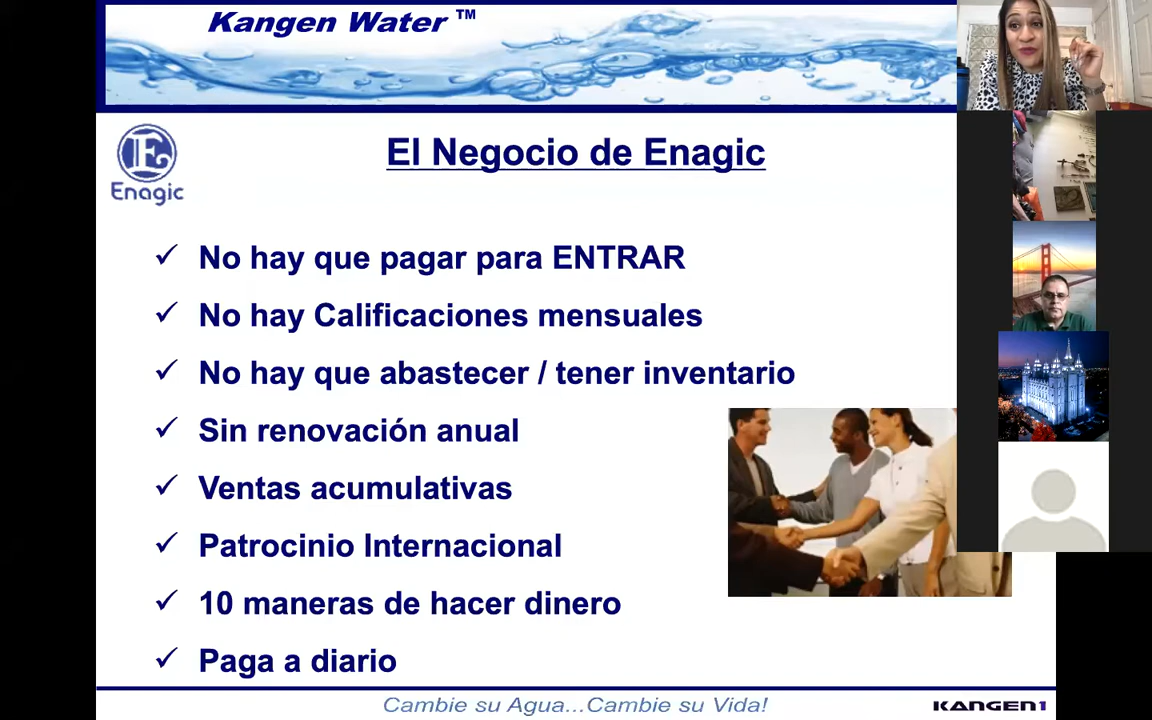 Kangen Water ™
E
Enagic
El Negocio de Enagic
✓ No hay que pagar para ENTRAR
✓ No hay Calificaciones mensuales
✓ No hay que abastecer / tener inventario
✓ Sin renovación anual
✓ Ventas acumulativas
✓ Patrocinio Internacional
✓ 10 maneras de hacer dinero
✓ Paga a diario
Cambie su Agua...Cambie su Vida!
KANGEN1